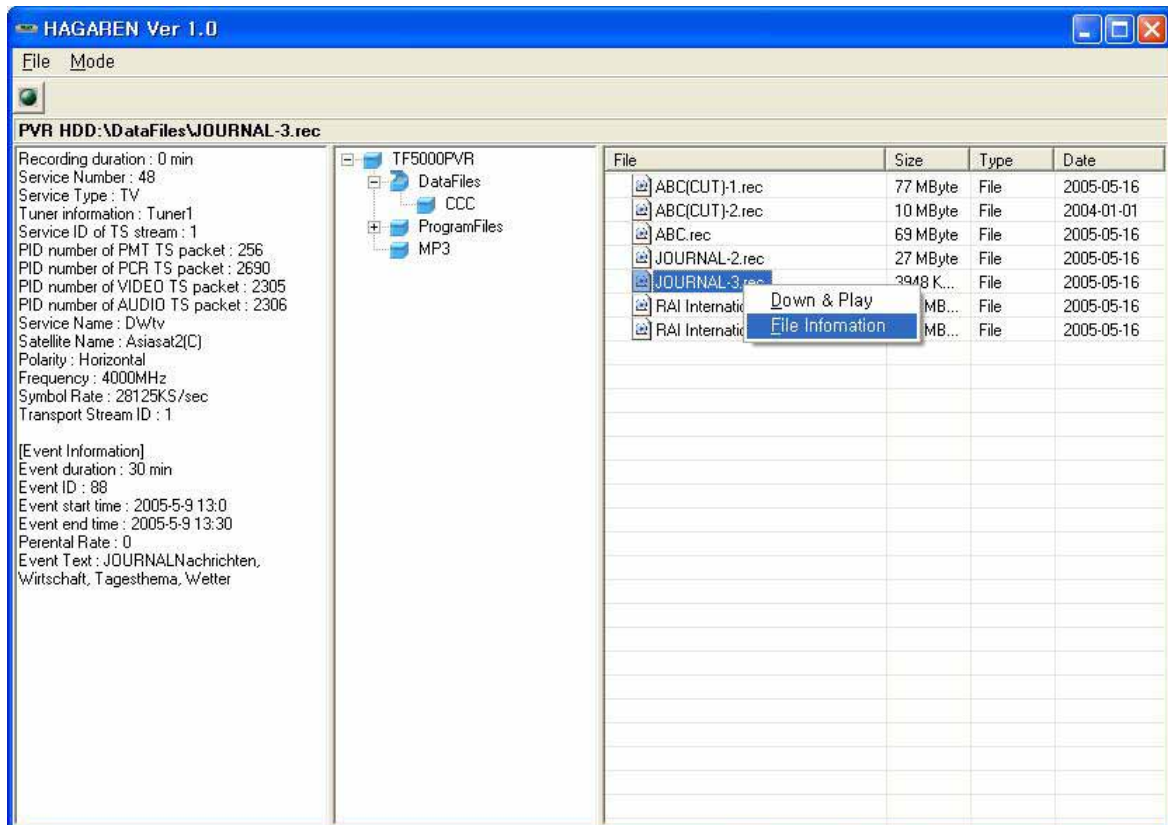 HAGAREN Ver 1.0
File Mode
PVR HDD:\DataFiles\JOURNAL-3.rec
Recording duration : 0 min
Service Number : 48
Service Type : TV
Tuner information : Tuner1
Service ID of TS stream : 1
PID number of PMT TS packet : 256
PID number of PCR TS packet : 2690
PID number of VIDEO TS packet : 2305
PID number of AUDIO TS packet : 2306
Service Name : DWtv
Satellite Name : Asiasat2(C)
Polarity : Horizontal
Frequency : 4000MHz
Symbol Rate : 28125KS/sec
Transport Stream ID : 1
[Event Information]
Event duration : 30 min
Event ID : 88
Event start time : 2005-5-9 13:0
Event end time : 2005-5-9 13:30
Perental Rate : 0
Event Text : JOURNALNachrichten,
Wirtschaft, Tagesthema, Wetter
TF5000PVR
DataFiles
CCC
ProgramFiles
MP3
File Size Type Date
ABC(CUT)-1.rec 77 MByte File 2005-05-16
ABC(CUT)-2.rec 10 MByte File 2004-01-01
ABC.rec 69 MByte File 2005-05-16
JOURNAL-2.rec 27 MByte File 2005-05-16
JOURNAL-3.rec 3948 K... File 2005-05-16
RAI Internatio MB... File 2005-05-16
RAI Internatio MB... File 2005-05-16
Down & Play
File Infomation